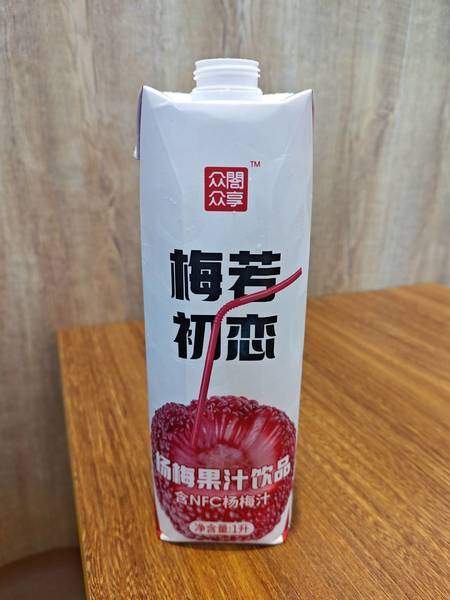 众閤
众享
TM
梅若
初恋
杨梅果汁饮品
含NFC杨梅汁
净含量:1升